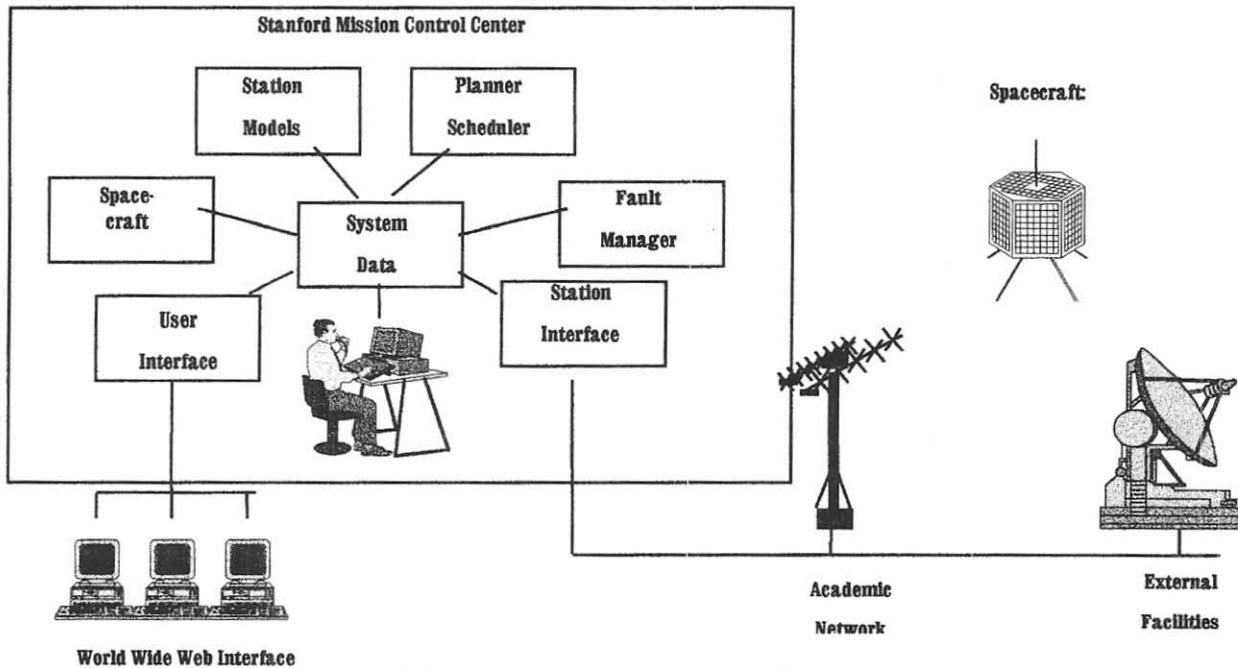 Stanford Mission Control Center
Station
Models
Planner
Scheduler
Spacecraft:
Space-
craft
System
Data
Fault
Manager
User
Interface
Station
Interface
Academic
Network
External
Facilities
World Wide Web Interface